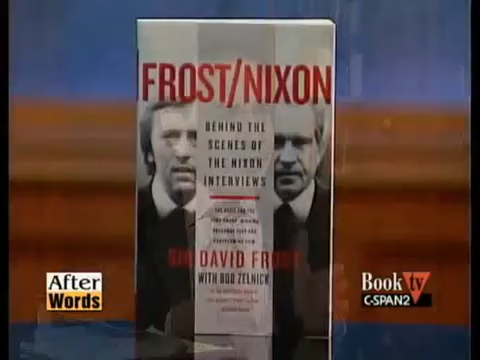 FROST/NIXON
BEHIND THE
SCENES OF
THE NIXON
INTERVIEWS
SIR DAVID FROST
WITH BOB ZELNICK
After
Words
Book tv
C-SPAN2